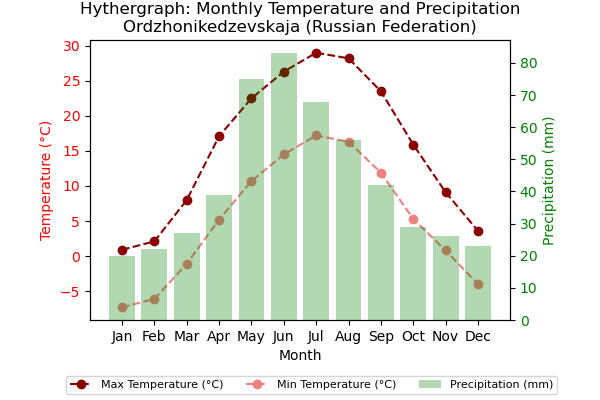 Hythergraph: Monthly Temperature and Precipitation
Ordzhonikedzevskaja (Russian Federation)
Temperature (°C)
30
25
20
15
10
5
0
−5
80
70
60
50
40
30
20
10
0
Precipitation (mm)
Jan Feb Mar Apr May Jun Jul Aug Sep Oct Nov Dec
Month
Max Temperature (°C) Min Temperature (°C) Precipitation (mm)